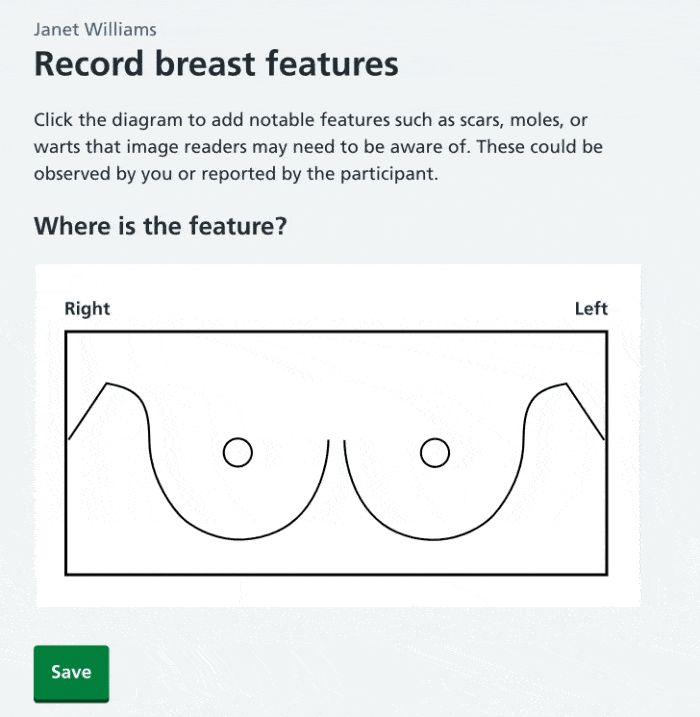 Janet Williams
Record breast features
Click the diagram to add notable features such as scars, moles, or
warts that image readers may need to be aware of. These could be
observed by you or reported by the participant.
Where is the feature?
Right
Left
Save